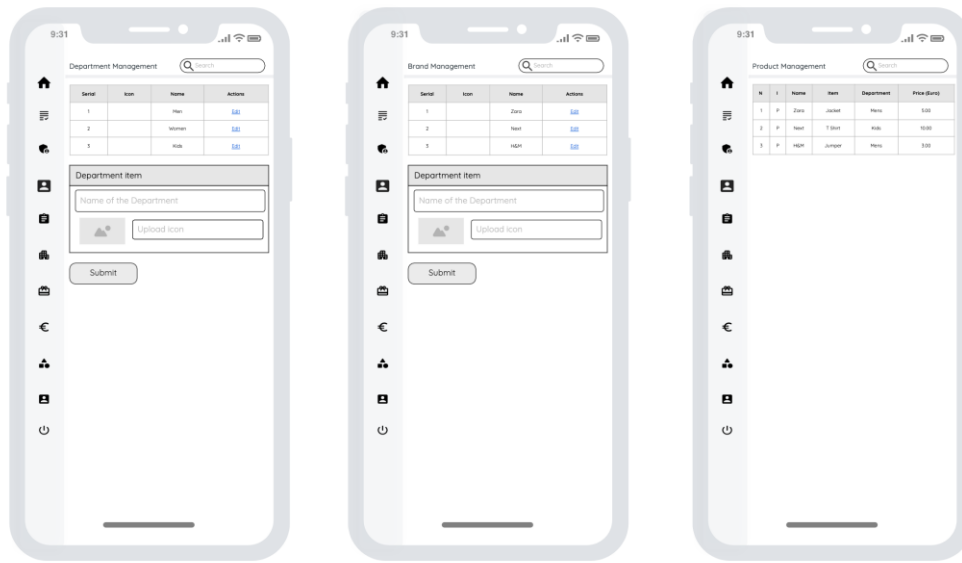 9:31
Department Management
Search
Serial Icon Name Actions
1 Men Edit
2 Women Edit
3 Kids Edit
Department item
Name of the Department
Upload icon
Submit
9:31
Brand Management
Search
Serial Icon Name Actions
1 Zara Edit
2 Next Edit
3 H&M Edit
Department item
Name of the Department
Upload icon
Submit
9:31
Product Management
Search
N I Name Item Department Price (Euro)
1 P Zara Jacket Mens 5.00
2 P Next T.Shirt Kids 10.00
3 P H&M Jumper Mens 3.00